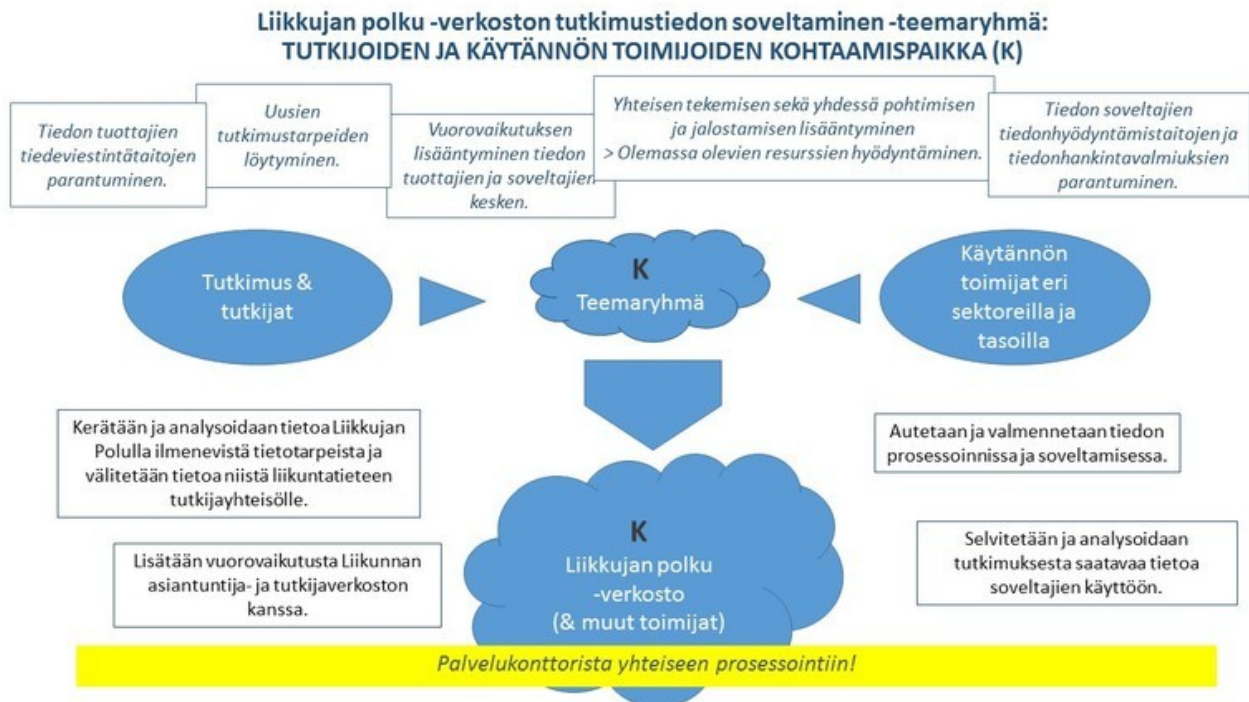 Liikkujan polku -verkoston tutkimustiedon soveltaminen -teemaryhmä:
TUTKIJOIDEN JA KÄYTÄNNÖN TOIMIJOIDEN KOHTAAMISPAIKKA (K)
Tiedon tuottajien
tiedeviestintätaitojen
parantuminen.
Uusien
tutkimustarpeiden
löytyminen.
Vuorovaikutuksen
lisääntyminen tiedon
tuottajien ja soveltajien
kesken.
Yhteisen tekemisen sekä yhdessä pohtimisen
ja jalostamisen lisääntyminen
> Olemassa olevien resurssien hyödyntäminen.
Tiedon soveltajien
tiedonhyödyntämistaitojen ja
tiedonhankintavalmiuksien
parantuminen.
Tutkimus &
tutkijat
K
Teemaryhmä
Käytännön
toimijat eri
sektoreilla ja
tasoilla
Kerätään ja analysoidaan tietoa Liikkujan
Polulla ilmenevistä tietotarpeista ja
välitetään tietoa niistä liikuntatieteen
tutkijayhteisölle.
Autetaan ja valmennetaan tiedon
prosessoinnissa ja soveltamisessa.
Lisätään vuorovaikutusta Liikunnan
asiantuntija- ja tutkijaverkoston
kanssa.
K
Liikkujan polku
-verkosto
(& muut toimijat)
Selvitetään ja analysoidaan
tutkimuksesta saatavaa tietoa
soveltajien käyttöön.
Palvelukonttorista yhteiseen prosessointiin!